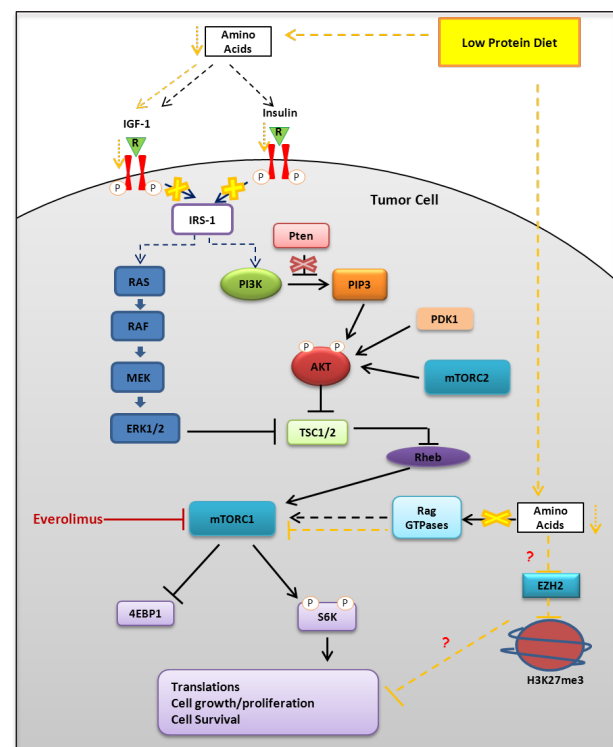 Amino
Acids
Low Protein Diet
IGF-1
Insulin
R
R
P
P
P
P
Tumor Cell
IRS-1
Pten
RAS
PI3K
PIP3
RAF
PDK1
P
P
AKT
MEK
mTORC2
ERK1/2
TSC1/2
Rheb
Everolimus
mTORC1
Rag
GTPases
Amino
Acids
?
EZH2
4EBP1
P
P
S6K
?
H3K27me3
Translations
Cell growth/proliferation
Cell Survival